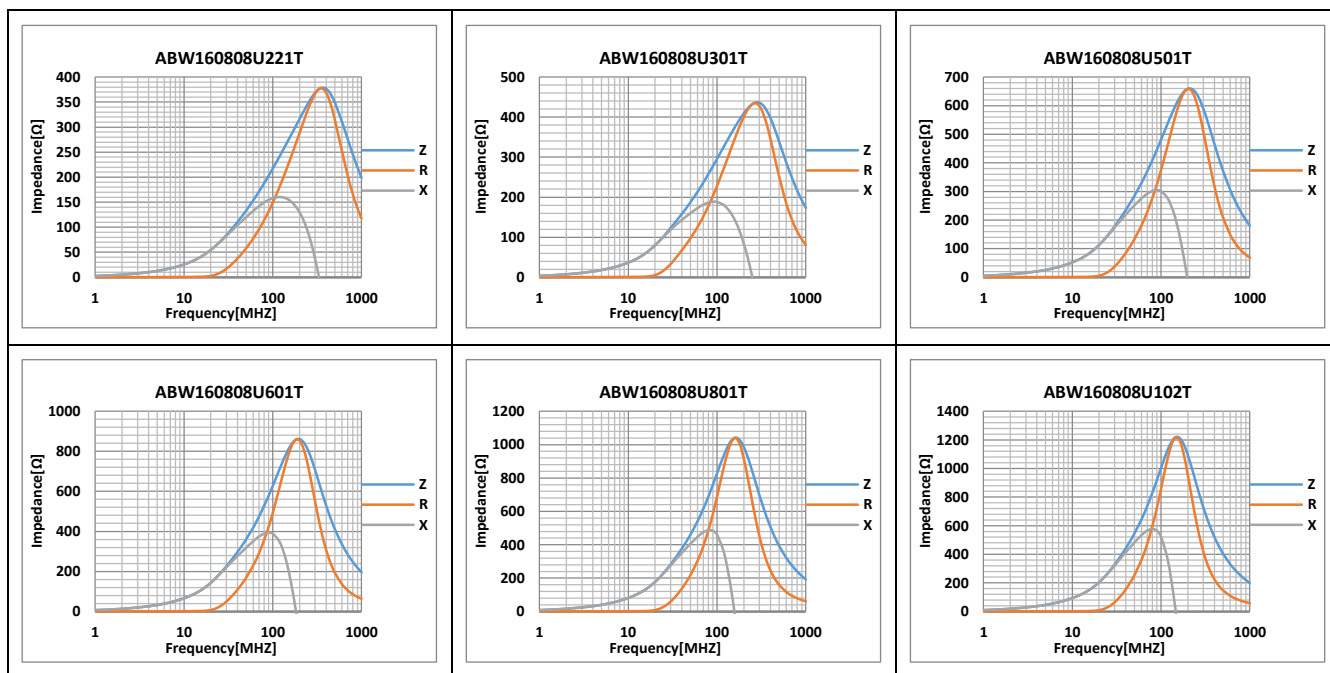 ABW160808U221T
Impedance[Ω]
400
350
300
250
200
150
100
50
0
1 10 100 1000
Frequency[MHZ]
Z
R
X
ABW160808U301T
Impedance[Ω]
500
400
300
200
100
0
1 10 100 1000
Frequency[MHZ]
Z
R
X
ABW160808U501T
Impedance[Ω]
700
600
500
400
300
200
100
0
1 10 100 1000
Frequency[MHZ]
Z
R
X
ABW160808U601T
Impedance[Ω]
1000
800
600
400
200
0
1 10 100 1000
Frequency[MHZ]
Z
R
X
ABW160808U801T
Impedance[Ω]
1200
1000
800
600
400
200
0
1 10 100 1000
Frequency[MHZ]
Z
R
X
ABW160808U102T
Impedance[Ω]
1400
1200
1000
800
600
400
200
0
1 10 100 1000
Frequency[MHZ]
Z
R
X